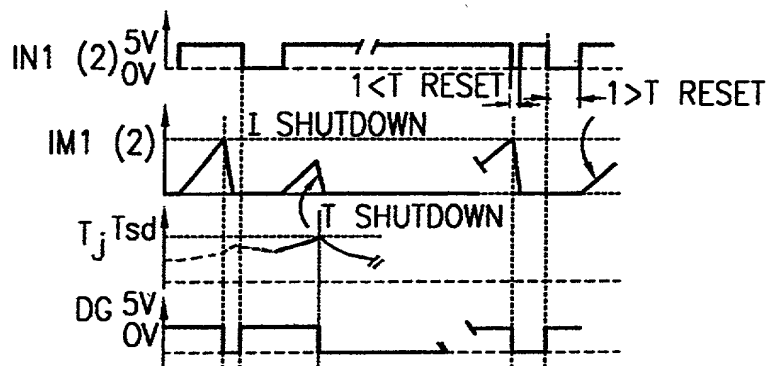 IN1 (2) 5V
0V
1<T RESET
1>T RESET
I SHUTDOWN
IM1 (2)
T SHUTDOWN
Tj Tsd
DG 5V
0V